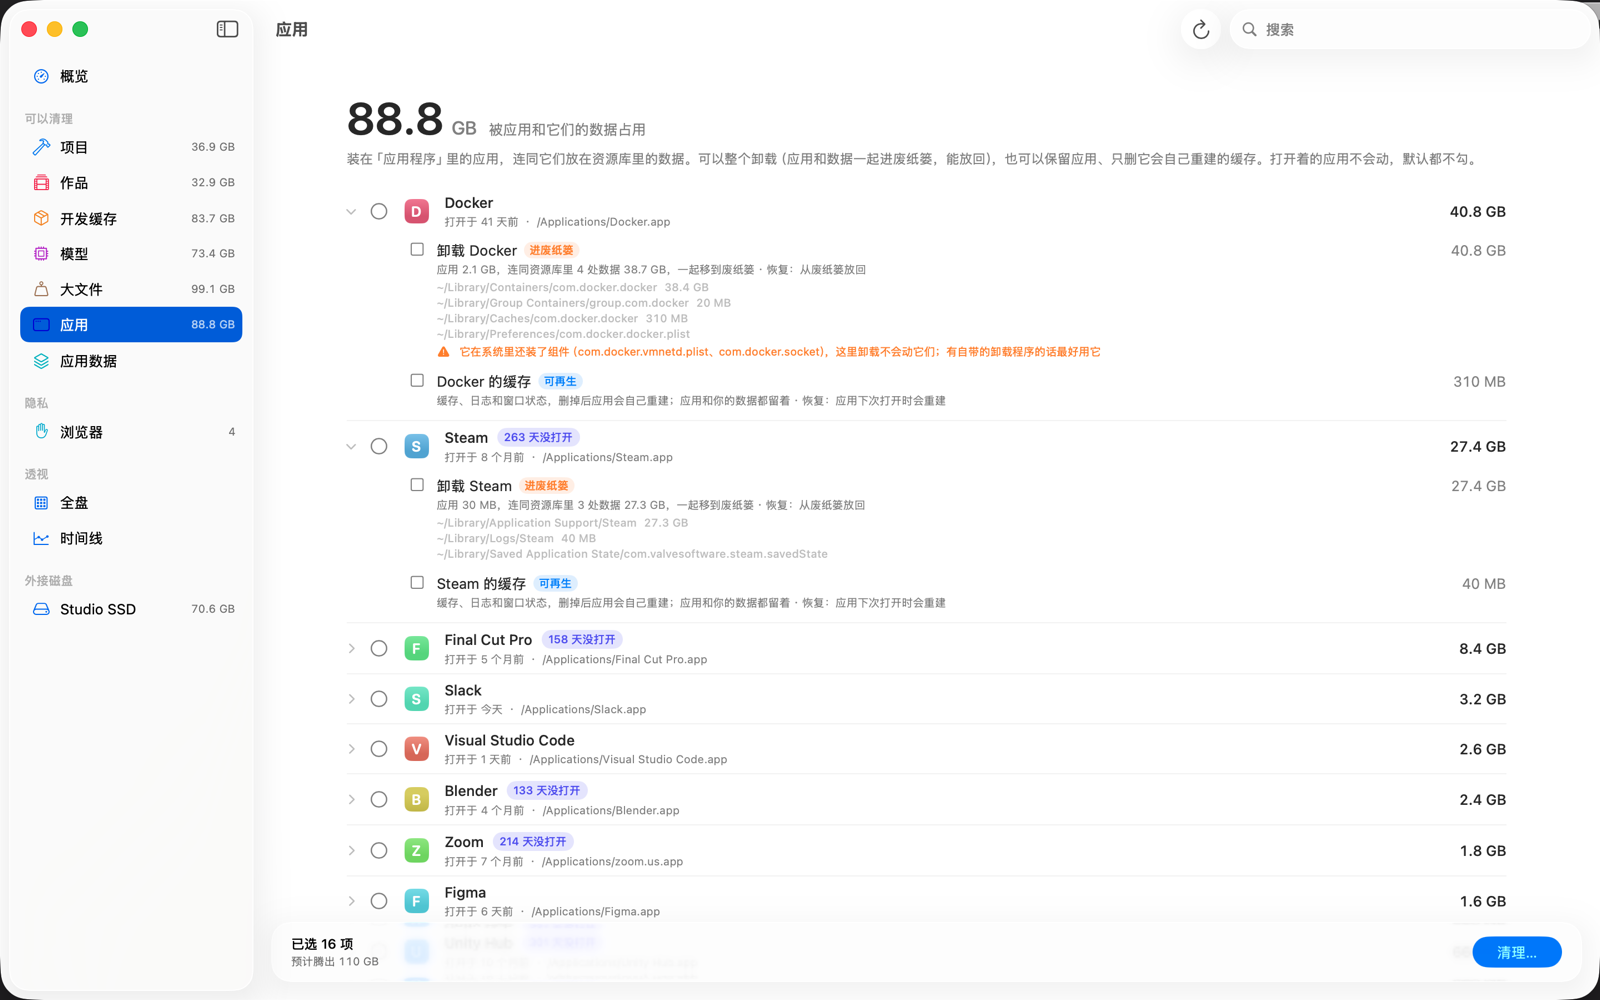 应用
搜索
概览
可以清理
项目 36.9 GB
作品 32.9 GB
开发缓存 83.7 GB
模型 73.4 GB
大文件 99.1 GB
应用 88.8 GB
应用数据
隐私
浏览器 4
透视
全盘
时间线
外接磁盘
Studio SSD 70.6 GB
88.8 GB 被应用和它们的数据占用
装在「应用程序」里的应用，连同它们放在资源库里的数据。可以整个卸载（应用和数据一起进废纸篓，能放回），也可以保留应用、只删它会自己重建的缓存。打开着的应用不会动，默认都不勾。
D Docker 40.8 GB
打开于 41 天前 · /Applications/Docker.app
卸载 Docker 进废纸篓 40.8 GB
应用 2.1 GB，连同资源库里 4 处数据 38.7 GB，一起移到废纸篓 · 恢复：从废纸篓放回
~/Library/Containers/com.docker.docker 38.4 GB
~/Library/Group Containers/group.com.docker 20 MB
~/Library/Caches/com.docker.docker 310 MB
~/Library/Preferences/com.docker.docker.plist
它在系统里还装了组件 (com.docker.vmnetd.plist、com.docker.socket)，这里卸载不会动它们；有自带的卸载程序的话最好用它
Docker 的缓存 可再生 310 MB
缓存、日志和窗口状态，删掉后应用会自己重建；应用和你的数据都留着 · 恢复：应用下次打开时会重建
S Steam 263 天没打开 27.4 GB
打开于 8 个月前 · /Applications/Steam.app
卸载 Steam 进废纸篓 27.4 GB
应用 30 MB，连同资源库里 3 处数据 27.3 GB，一起移到废纸篓 · 恢复：从废纸篓放回
~/Library/Application Support/Steam 27.3 GB
~/Library/Logs/Steam 40 MB
~/Library/Saved Application State/com.valvesoftware.steam.savedState
Steam 的缓存 可再生 40 MB
缓存、日志和窗口状态，删掉后应用会自己重建；应用和你的数据都留着 · 恢复：应用下次打开时会重建
F Final Cut Pro 158 天没打开 8.4 GB
打开于 5 个月前 · /Applications/Final Cut Pro.app
S Slack 3.2 GB
打开于 今天 · /Applications/Slack.app
V Visual Studio Code 2.6 GB
打开于 1 天前 · /Applications/Visual Studio Code.app
B Blender 133 天没打开 2.4 GB
打开于 4 个月前 · /Applications/Blender.app
Z Zoom 214 天没打开 1.8 GB
打开于 7 个月前 · /Applications/zoom.us.app
F Figma 1.6 GB
打开于 6 天前 · /Applications/Figma.app
Unity Hub
已选 16 项
预计腾出 110 GB
清理...